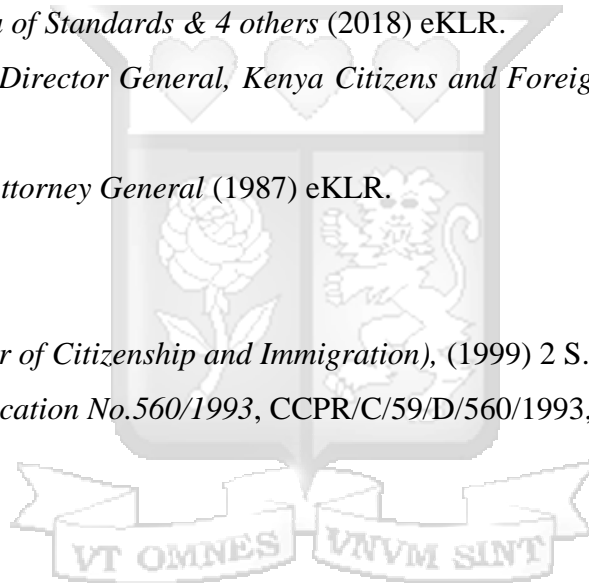 of Standards & 4 others (2018) eKLR.
Director General, Kenya Citizens and Foreig
ttorney General (1987) eKLR.
r of Citizenship and Immigration), (1999) 2 S.
cation No.560/1993, CCPR/C/59/D/560/1993,
VT OMNES VNVM SINT